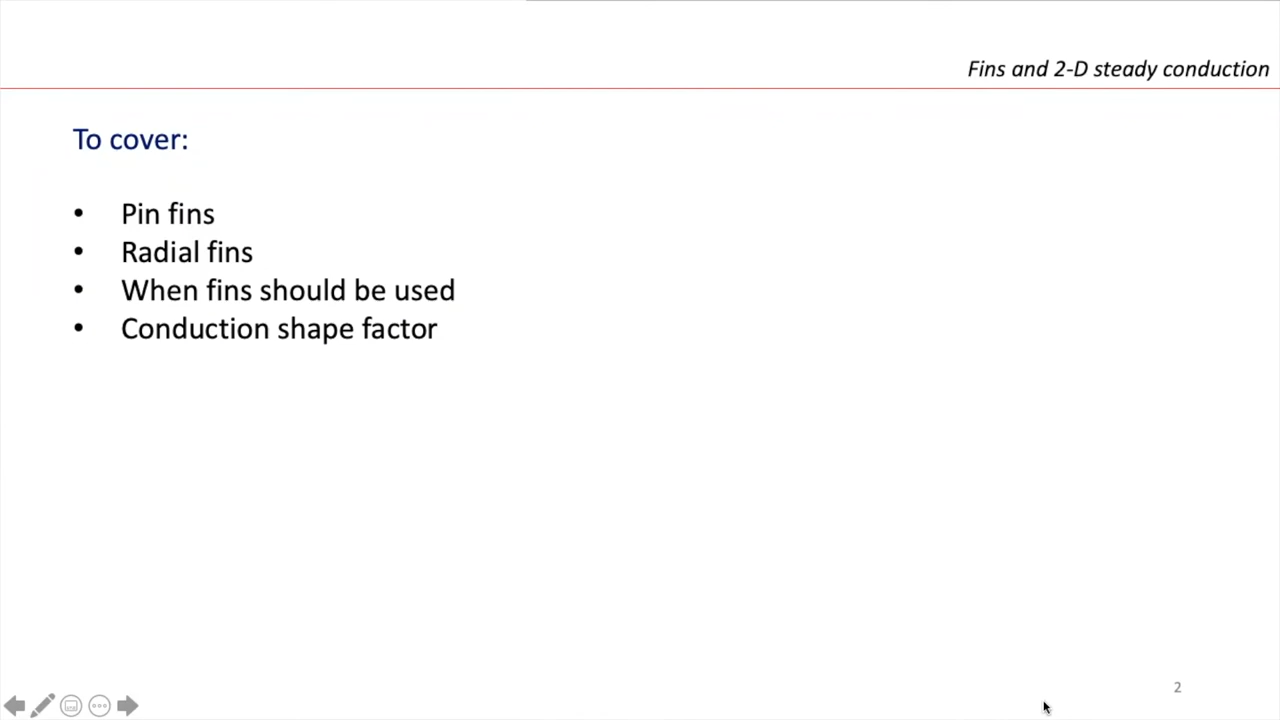 Fins and 2-D steady conduction
To cover:
• Pin fins
• Radial fins
• When fins should be used
• Conduction shape factor
2